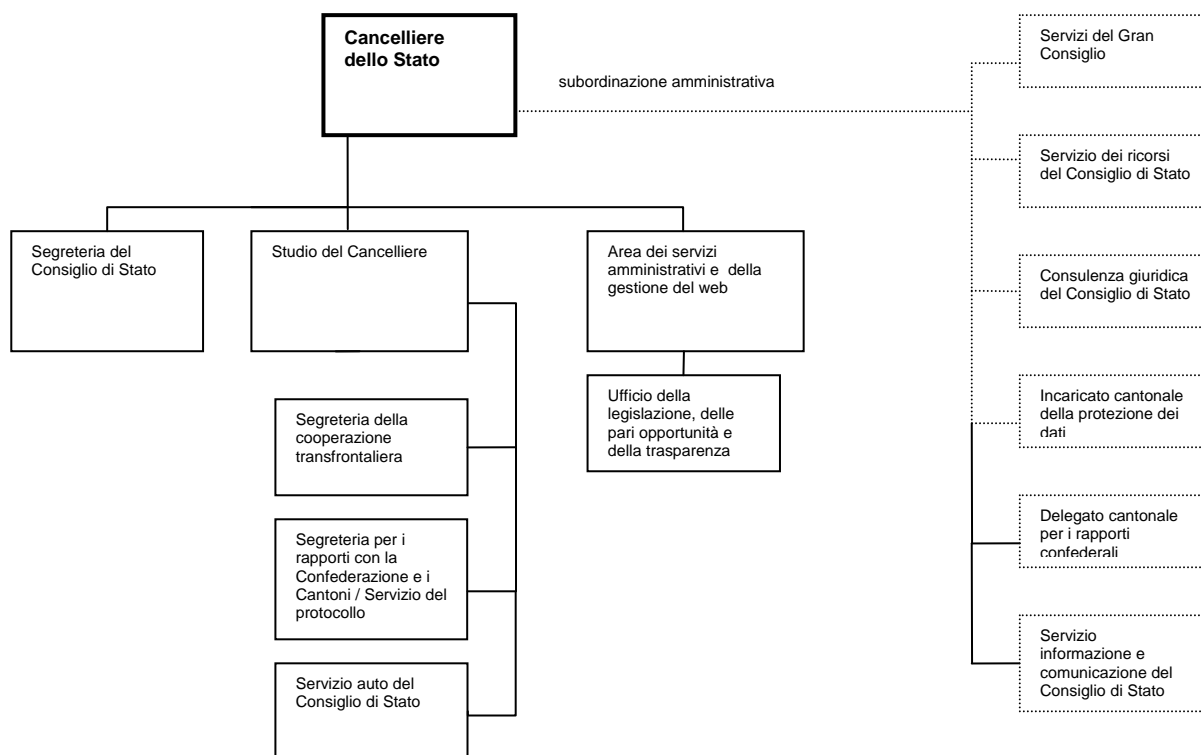 Cancelliere
dello Stato
subordinazione amministrativa
Servizi del Gran
Consiglio
Servizio dei ricorsi
del Consiglio di Stato
Segreteria del
Consiglio di Stato
Studio del Cancelliere
Area dei servizi
amministrativi e della
gestione del web
Consulenza giuridica
del Consiglio di Stato
Ufficio della
legislazione, delle
pari opportunità e
della trasparenza
Incaricato cantonale
della protezione dei
dati
Segreteria della
cooperazione
transfrontaliera
Delegato cantonale
per i rapporti
confederali
Segreteria per i
rapporti con la
Confederazione e i
Cantoni / Servizio del
protocollo
Servizio
informazione e
comunicazione del
Consiglio di Stato
Servizio auto del
Consiglio di Stato